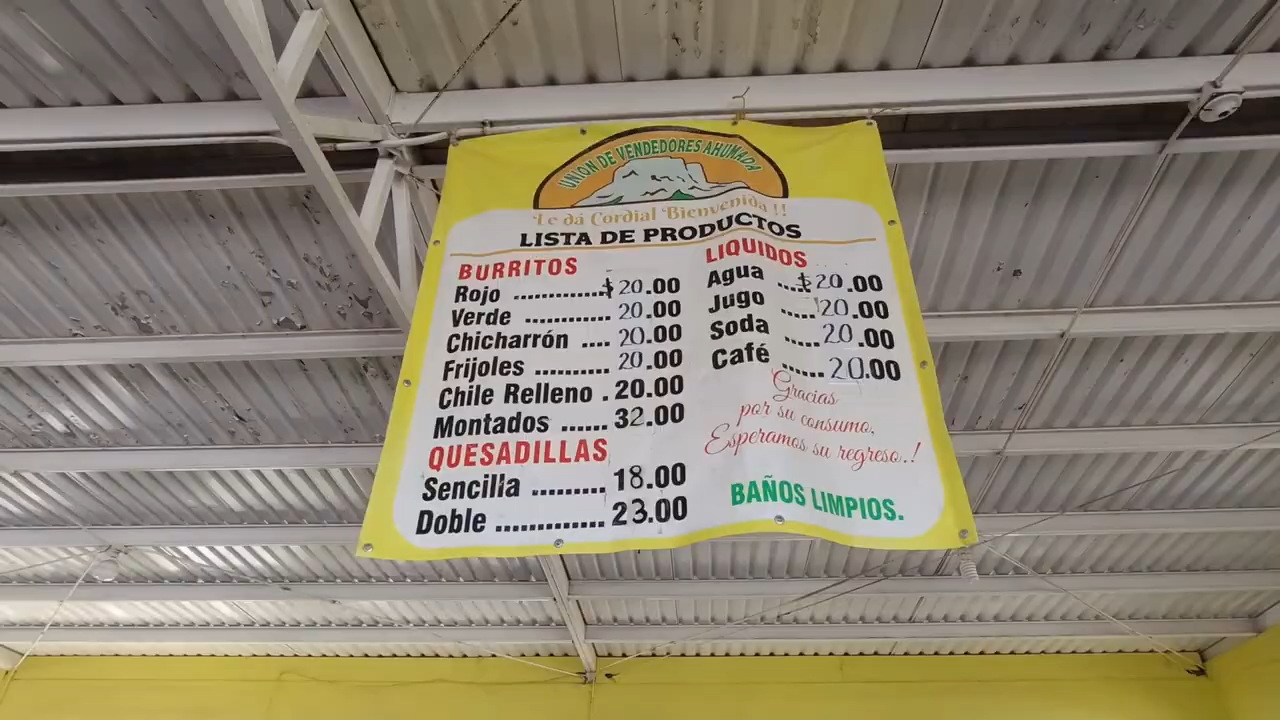 UNION DE VENDEDORES AHUMADA
Le dá Cordial Bienvenida !!
LISTA DE PRODUCTOS
BURRITOS
Rojo .............$ 20.00
Verde ............ 20.00
Chicharrón .... 20.00
Frijoles .......... 20.00
Chile Relleno . 20.00
Montados ...... 32.00
QUESADILLAS
Sencilla ......... 18.00
Doble ............. 23.00
LIQUIDOS
Agua ....$ 20.00
Jugo ..... 20.00
Soda ..... 20.00
Café ...... 20.00
Gracias
por su consumo,
Esperamos su regreso.!
BAÑOS LIMPIOS.